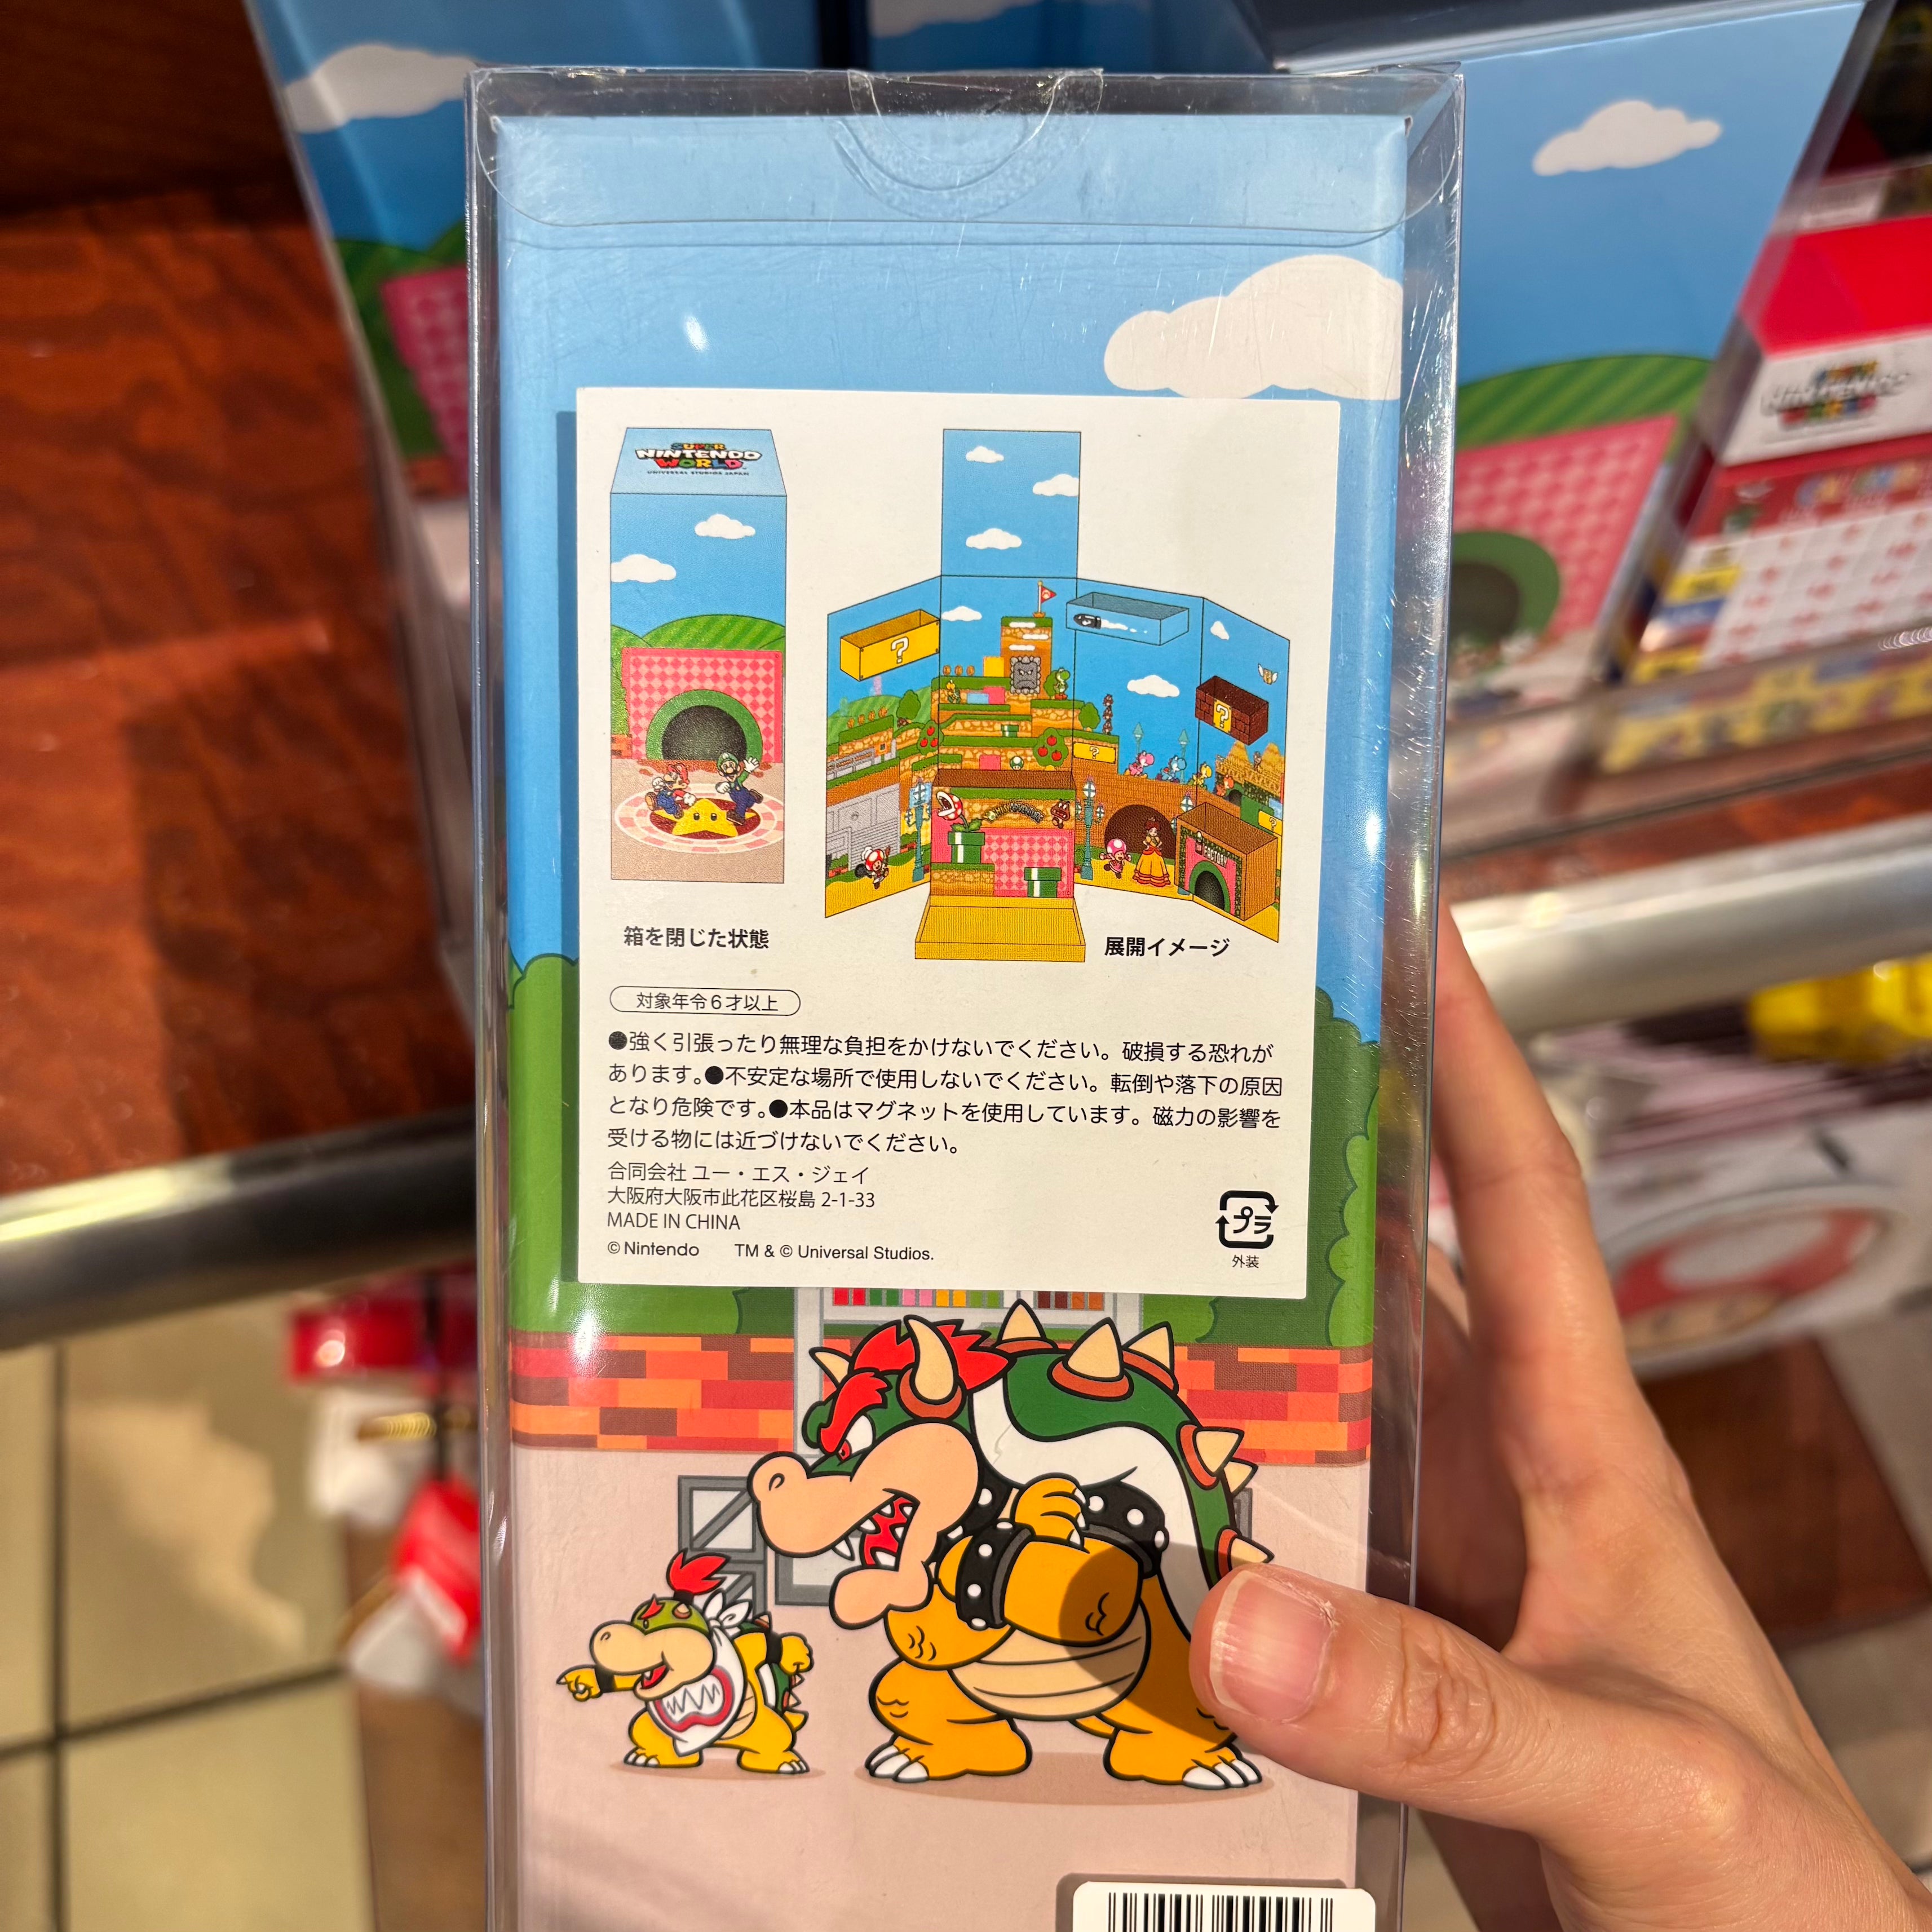 SUPER
NINTENDO
WORLD
UNIVERSAL STUDIOS JAPAN
箱を閉じた状態
展開イメージ
対象年令6才以上
●強く引張ったり無理な負担をかけないでください。破損する恐れが
あります。●不安定な場所で使用しないでください。転倒や落下の原因
となり危険です。●本品はマグネットを使用しています。磁力の影響を
受ける物には近づけないでください。
合同会社 ユー・エス・ジェイ
大阪府大阪市此花区桜島 2-1-33
MADE IN CHINA
© Nintendo TM & © Universal Studios.
プラ
外装
NINTENDO